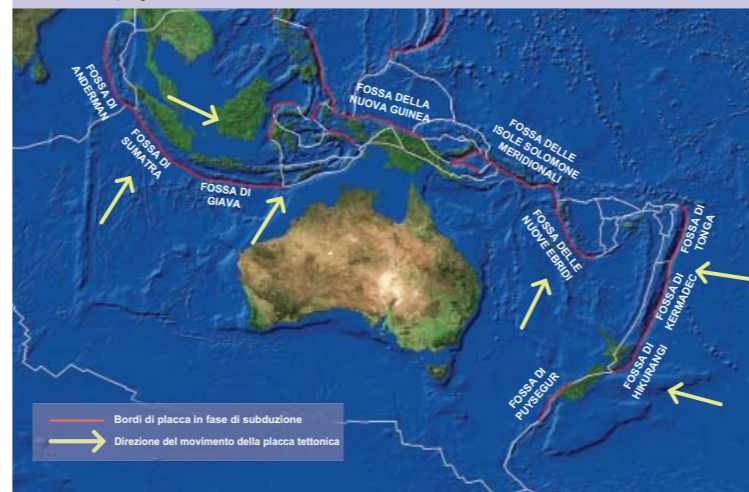 FOSSA DI
ANDERMAN
FOSSA DI
SUMATRA
FOSSA DI
GIAVA
FOSSA DELLA
NUOVA GUINEA
FOSSA DELLE
ISOLE SOLOMONE
MERIDIONALI
FOSSA DELLE
NUOVE EBRIDI
FOSSA DI
TONGA
FOSSA DI
KERMADEC
FOSSA DI
HIKURANGI
FOSSA DI
PUYSEGUR
Bordi di placca in fase di subduzione
Direzione del movimento della placca tettonica